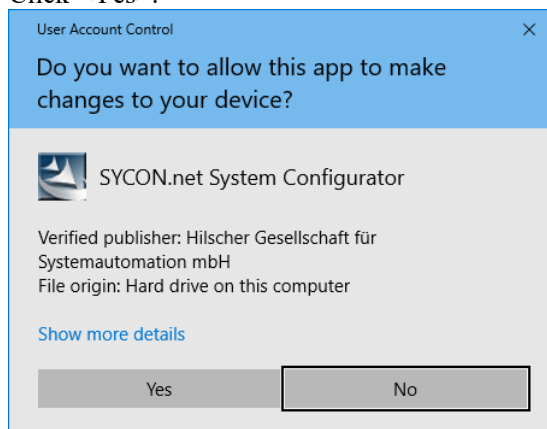 Click "Yes".
User Account Control
Do you want to allow this app to make
changes to your device?
SYCON.net System Configurator
Verified publisher: Hilscher Gesellschaft für
Systemautomation mbH
File origin: Hard drive on this computer
Show more details
Yes
No